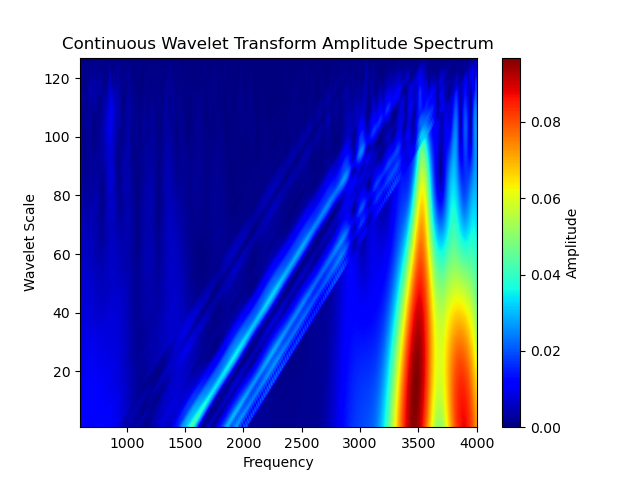 Continuous Wavelet Transform Amplitude Spectrum
120
100
80
60
40
20
Wavelet Scale
1000 1500 2000 2500 3000 3500 4000
Frequency
0.08
0.06
0.04
0.02
0.00
Amplitude